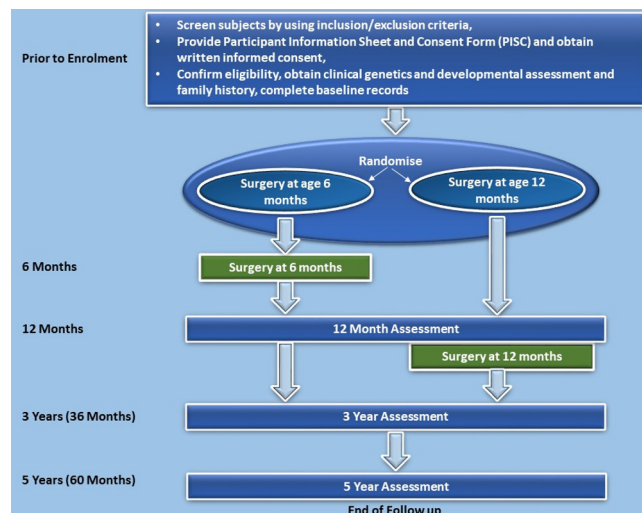 • Screen subjects by using inclusion/exclusion criteria,
• Provide Participant Information Sheet and Consent Form (PISC) and obtain
written informed consent,
• Confirm eligibility, obtain clinical genetics and developmental assessment and
family history, complete baseline records
Prior to Enrolment
Randomise
Surgery at age 6
months
Surgery at age 12
months
6 Months
Surgery at 6 months
12 Months
12 Month Assessment
Surgery at 12 months
3 Years (36 Months)
3 Year Assessment
5 Years (60 Months)
5 Year Assessment
End of Follow up